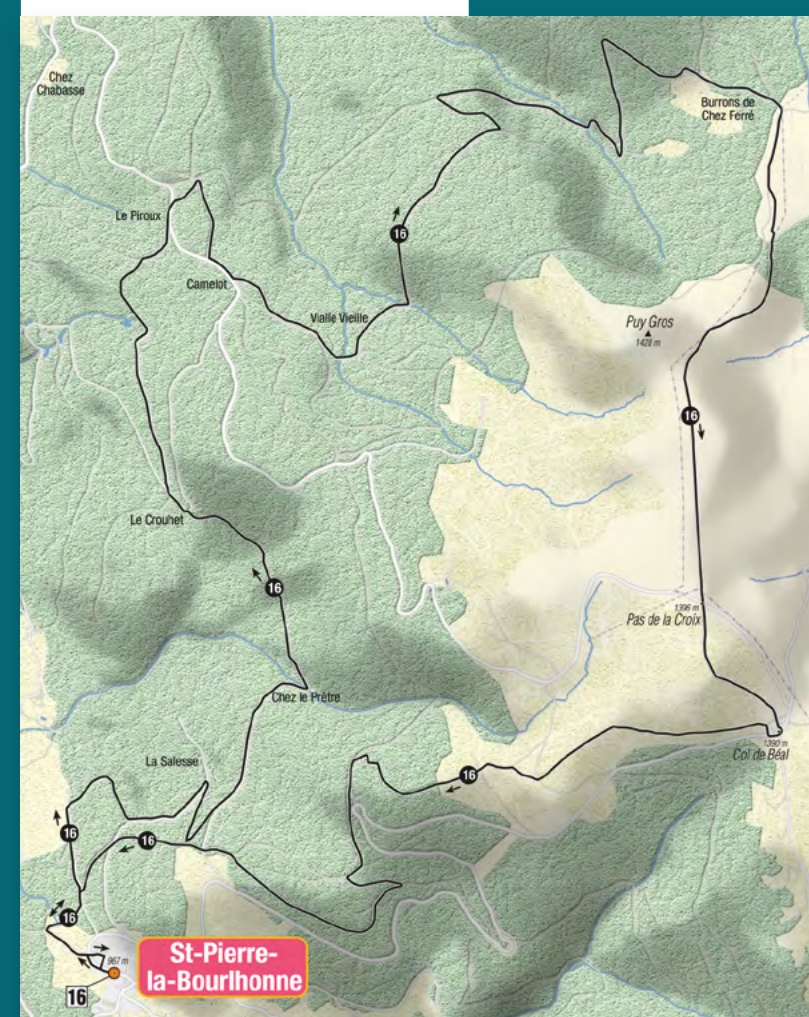 Chez
Chabasse
Burrons de
Chez Ferré
Le Piroux
16
Camelot
Vialle Vieille
Puy Gros
1428 m
16
Le Crouhet
16
1396 m
Pas de la Croix
Chez le Prêtre
1390 m
Col de Béal
La Salesse
16
16
16
16
967 m
St-Pierre-
la-Bourlhonne
16